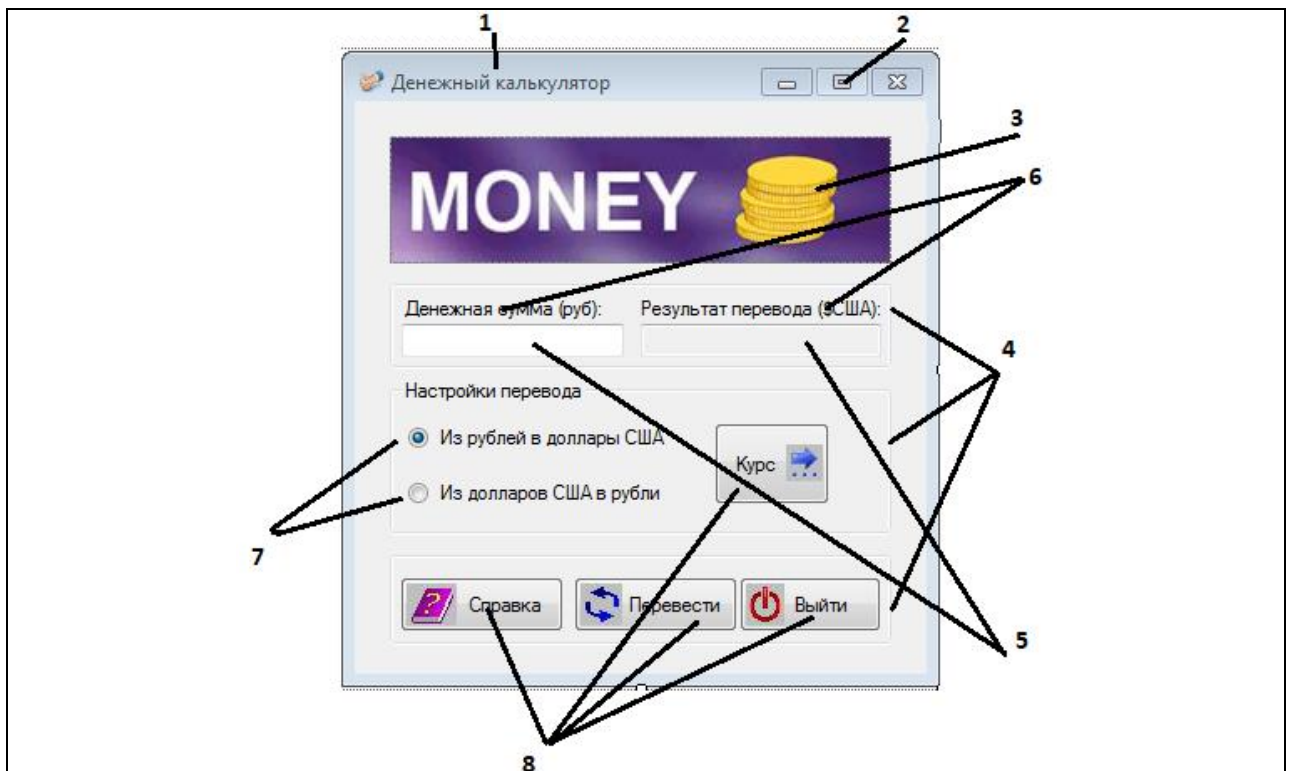 1
2
Денежный калькулятор
3
MONEY
6
Денежная сумма (руб): Результат перевода ($США):
4
Настройки перевода
Из рублей в доллары США
Курс
Из долларов США в рубли
7
Справка Перевести Выйти
5
8